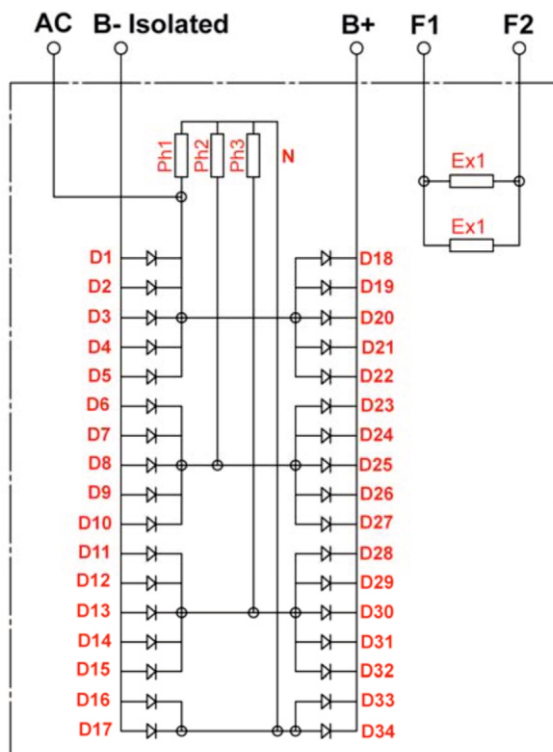 AC B- Isolated B+ F1 F2
Ph1 Ph2 Ph3 N
Ex1
Ex1
D1 D18
D2 D19
D3 D20
D4 D21
D5 D22
D6 D23
D7 D24
D8 D25
D9 D26
D10 D27
D11 D28
D12 D29
D13 D30
D14 D31
D15 D32
D16 D33
D17 D34